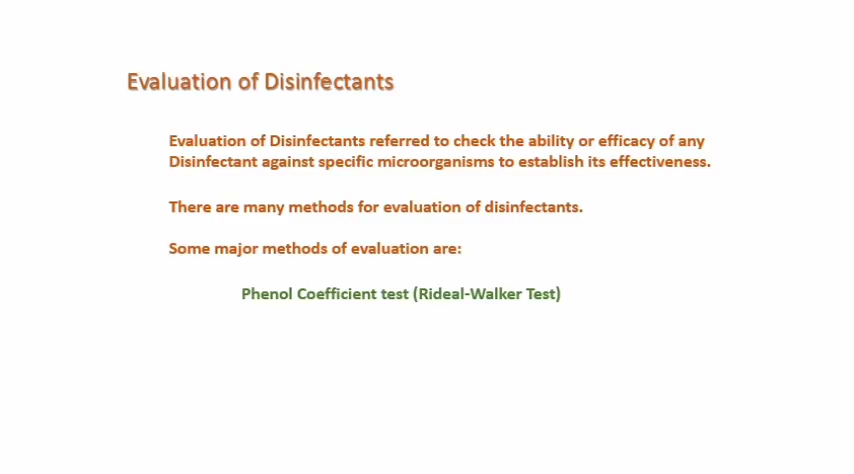 Evaluation of Disinfectants
Evaluation of Disinfectants referred to check the ability or efficacy of any
Disinfectant against specific microorganisms to establish its effectiveness.
There are many methods for evaluation of disinfectants.
Some major methods of evaluation are:
Phenol Coefficient test (Rideal-Walker Test)